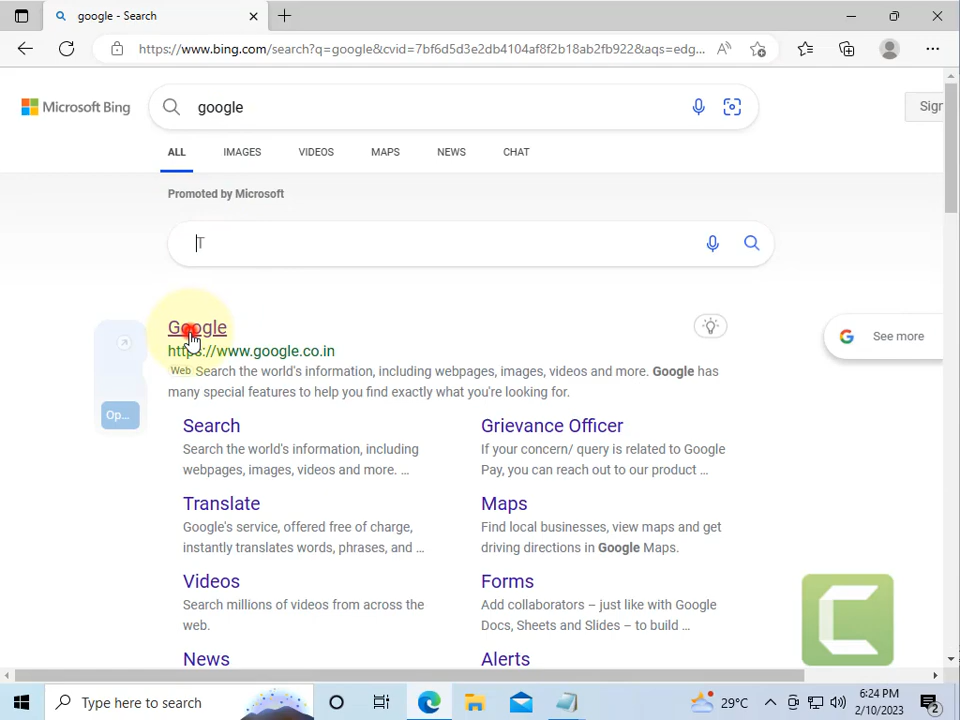 google - Search
https://www.bing.com/search?q=google&cvid=7bf6d5d3e2db4104af8f2b18ab2fb922&aqs=edg...
Microsoft Bing
google
Sign
ALL
IMAGES
VIDEOS
MAPS
NEWS
CHAT
Promoted by Microsoft
T
Google
https://www.google.co.in
Web Search the world's information, including webpages, images, videos and more. Google has
many special features to help you find exactly what you're looking for.
See more
Op...
Search
Search the world's information, including
webpages, images, videos and more. ...
Grievance Officer
If your concern/ query is related to Google
Pay, you can reach out to our product ...
Translate
Google's service, offered free of charge,
instantly translates words, phrases, and ...
Maps
Find local businesses, view maps and get
driving directions in Google Maps.
Videos
Search millions of videos from across the
web.
Forms
Add collaborators – just like with Google
Docs, Sheets and Slides – to build ...
News
Alerts
Type here to search
29°C
6:24 PM
2/10/2023
2